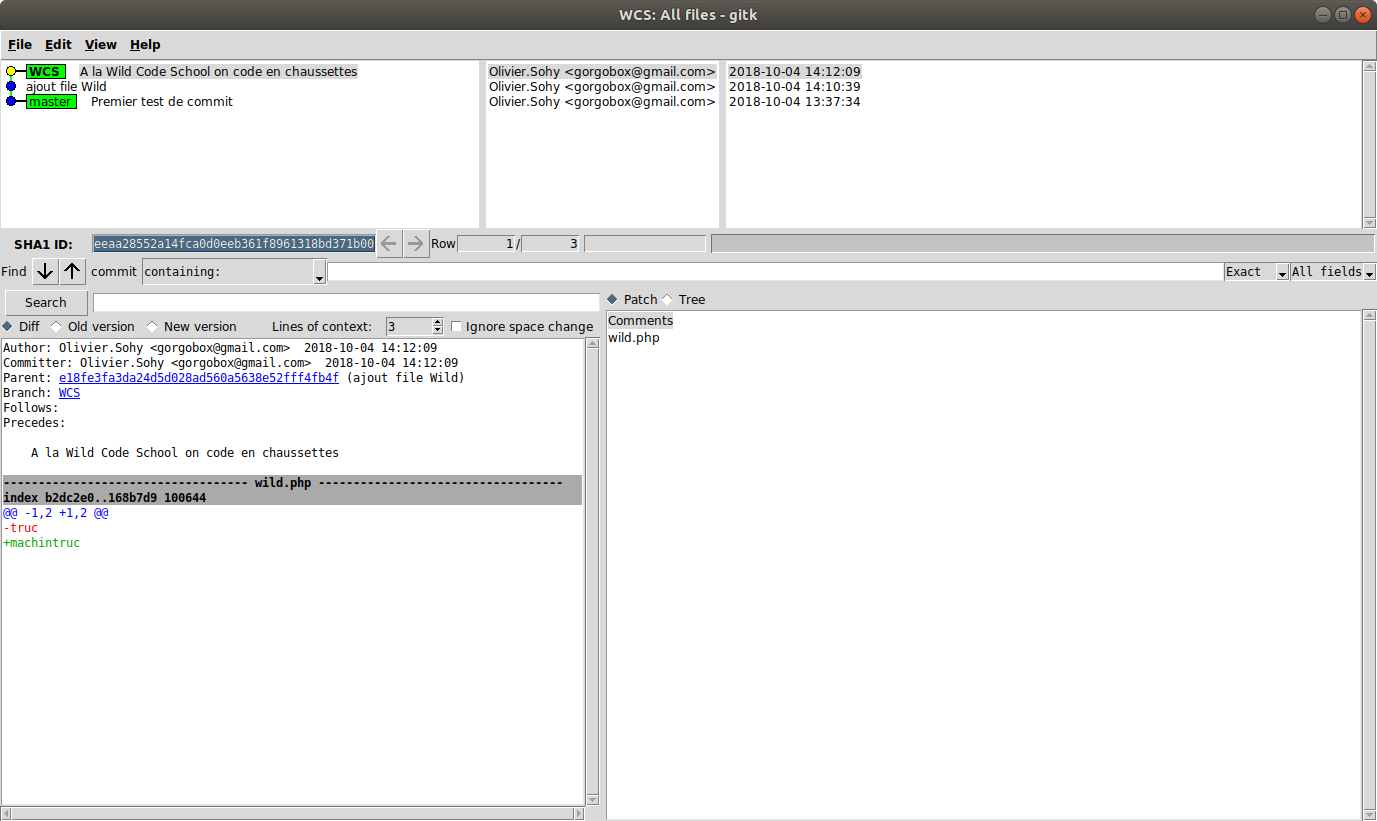 WCS: All files - gitk
File Edit View Help
WCS A la Wild Code School on code en chaussettes Olivier.Sohy <gorgobox@gmail.com> 2018-10-04 14:12:09
ajout file Wild Olivier.Sohy <gorgobox@gmail.com> 2018-10-04 14:10:39
master Premier test de commit Olivier.Sohy <gorgobox@gmail.com> 2018-10-04 13:37:34
SHA1 ID: eeaa28552a14fca0d0eeb361f8961318bd371b00 Row 1 / 3
Find commit containing: Exact All fields
Search Patch Tree
Diff Old version New version Lines of context: 3 Ignore space change
Comments
wild.php
Author: Olivier.Sohy <gorgobox@gmail.com> 2018-10-04 14:12:09
Committer: Olivier.Sohy <gorgobox@gmail.com> 2018-10-04 14:12:09
Parent: e18fe3fa3da24d5d028ad560a5638e52fff4fb4f (ajout file Wild)
Branch: WCS
Follows:
Precedes:
A la Wild Code School on code en chaussettes
----------------------------------- wild.php -----------------------------------
index b2dc2e0..168b7d9 100644
@@ -1,2 +1,2 @@
-truc
+machintruc